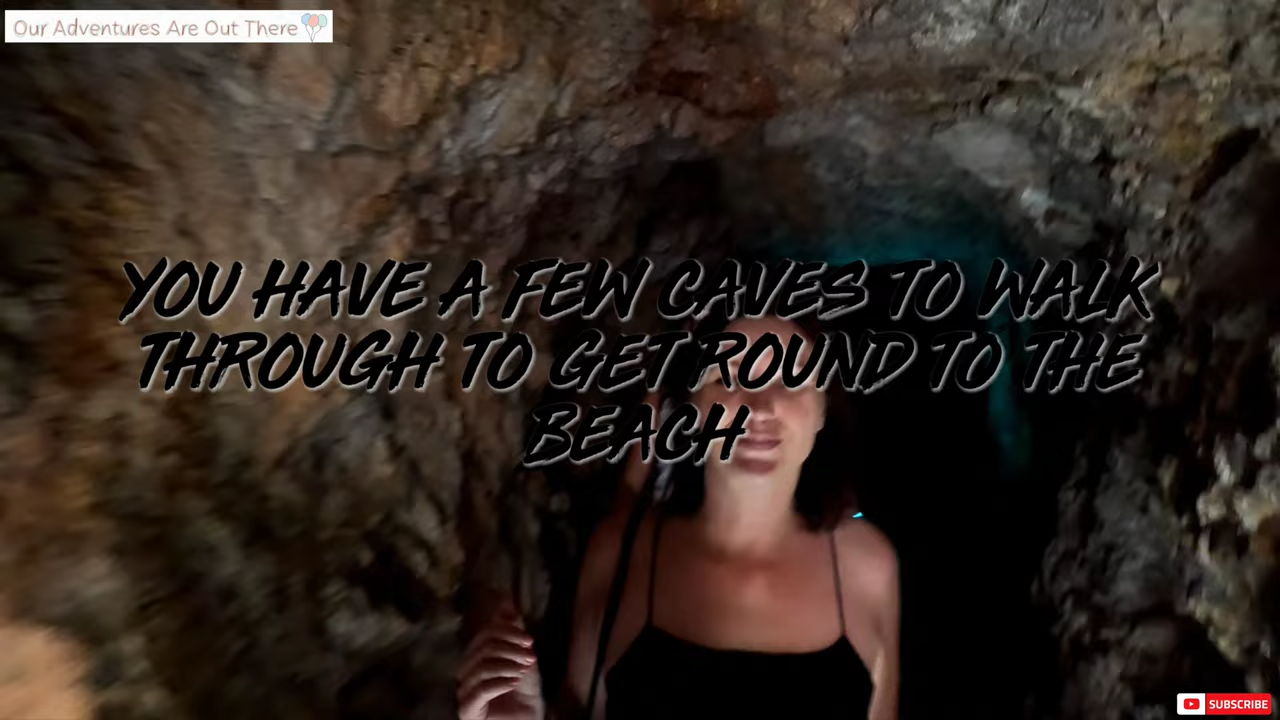 Our Adventures Are Out There
YOU HAVE A FEW CAVES TO WALK
THROUGH TO GET ROUND TO THE
BEACH
SUBSCRIBE